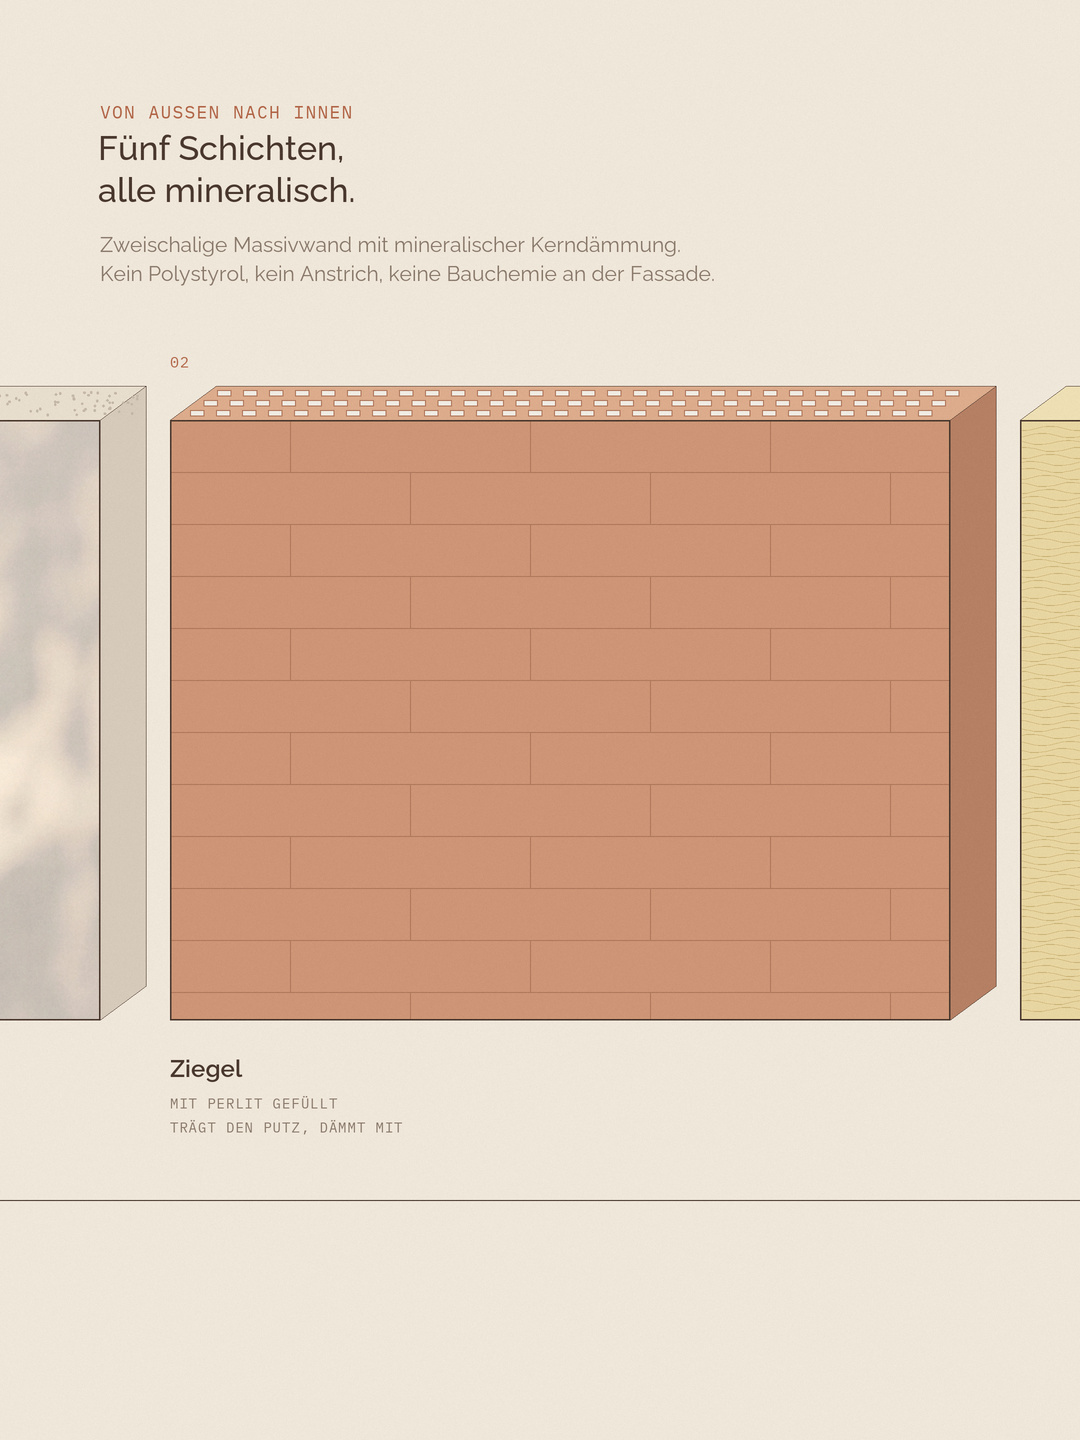 VON AUSSEN NACH INNEN
Fünf Schichten,
alle mineralisch.
Zweischalige Massivwand mit mineralischer Kerndämmung.
Kein Polystyrol, kein Anstrich, keine Bauchemie an der Fassade.
02
Ziegel
MIT PERLIT GEFÜLLT
TRÄGT DEN PUTZ, DÄMMT MIT